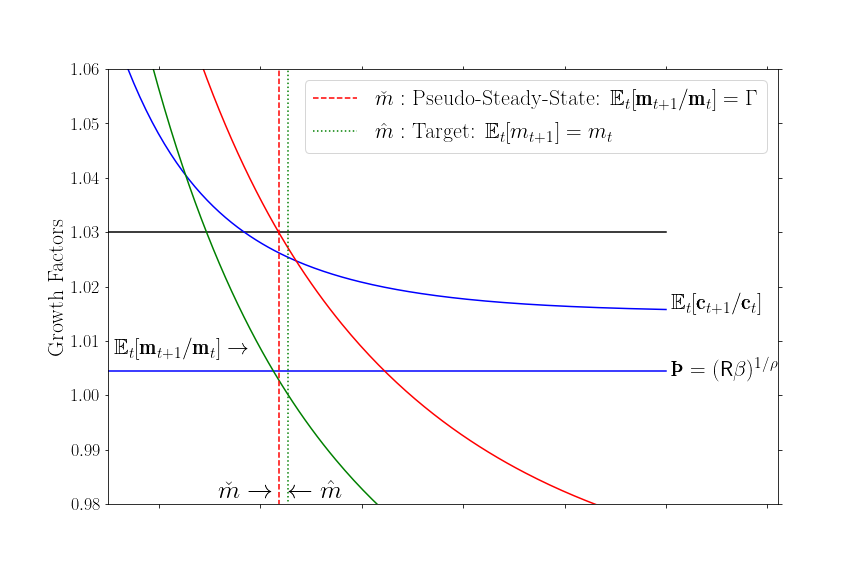 1.06
m̌ : Pseudo-Steady-State: 𝔼ₜ[𝐦ₜ₊₁/𝐦ₜ] = Γ
1.05
m̂ : Target: 𝔼ₜ[mₜ₊₁] = mₜ
1.04
Growth Factors
1.03
1.02
𝔼ₜ[𝐜ₜ₊₁/𝐜ₜ]
1.01
𝔼ₜ[𝐦ₜ₊₁/𝐦ₜ] →
Þ = (Rβ)^{1/ρ}
1.00
0.99
m̌ → ← m̂
0.98